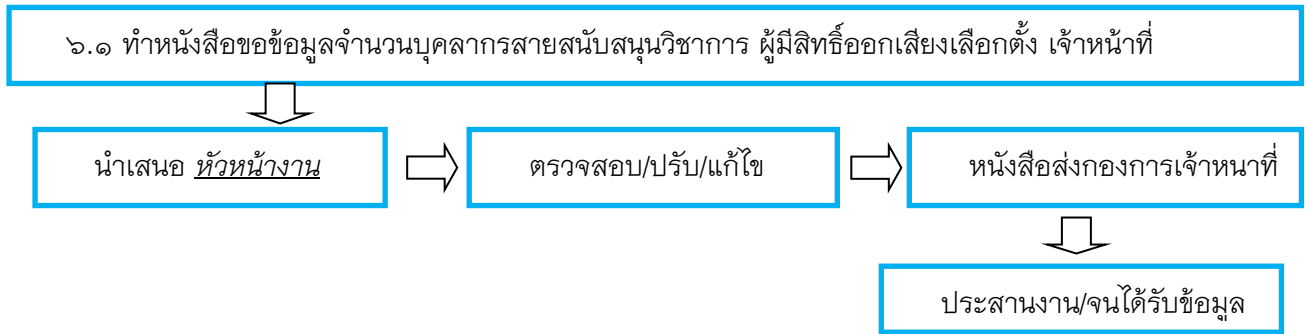 ๖.๑ ทำหนังสือขอข้อมูลจำนวนบุคลากรสายสนับสนุนวิชาการ ผู้มีสิทธิ์ออกเสียงเลือกตั้ง เจ้าหน้าที่
นำเสนอ หัวหน้างาน
ตรวจสอบ/ปรับ/แก้ไข
หนังสือส่งกองการเจ้าหนาที่
ประสานงาน/จนได้รับข้อมูล